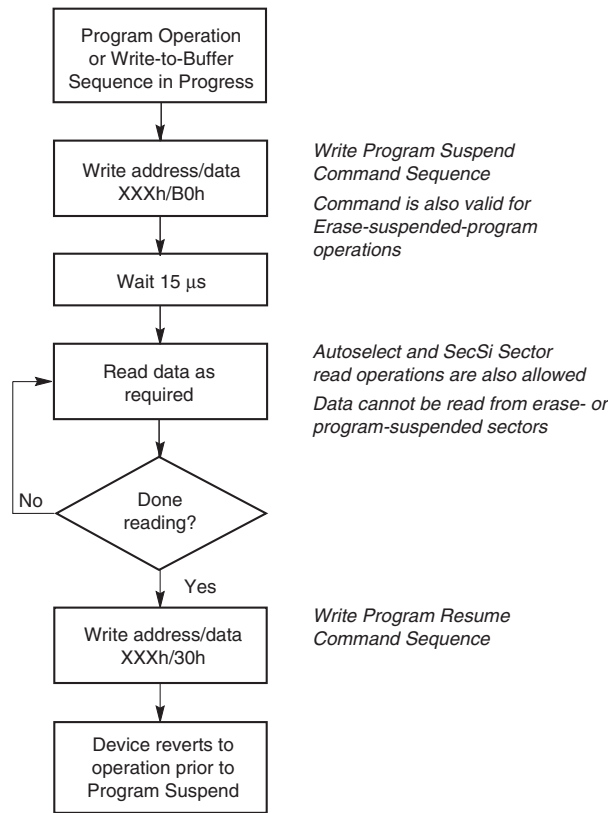 Program Operation
or Write-to-Buffer
Sequence in Progress
Write address/data
XXXh/B0h
Write Program Suspend
Command Sequence
Command is also valid for
Erase-suspended-program
operations
Wait 15 μs
Read data as
required
Autoselect and SecSi Sector
read operations are also allowed
Data cannot be read from erase- or
program-suspended sectors
No
Done
reading?
Yes
Write address/data
XXXh/30h
Write Program Resume
Command Sequence
Device reverts to
operation prior to
Program Suspend